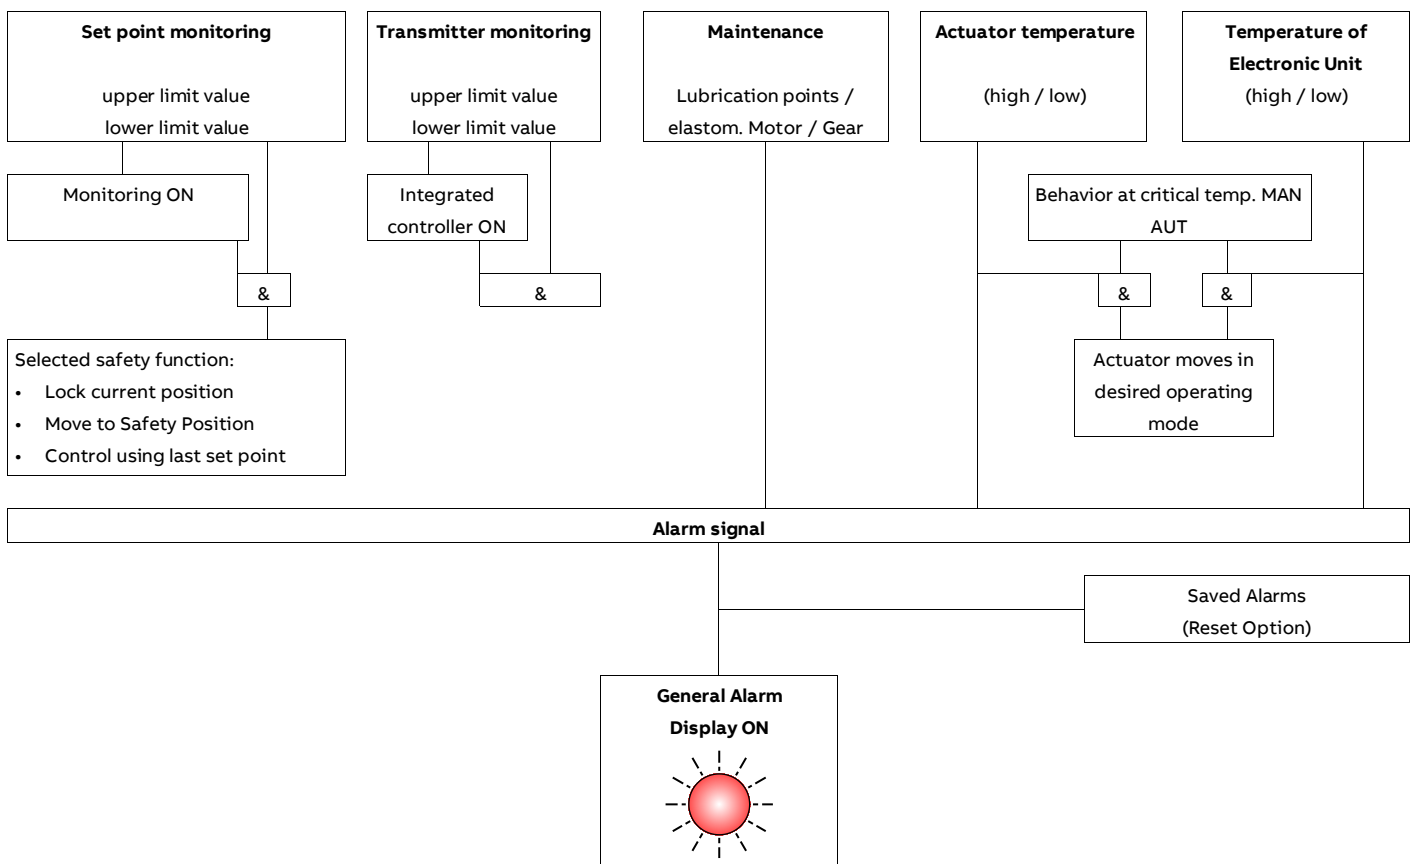 Set point monitoring
upper limit value
lower limit value
Transmitter monitoring
upper limit value
lower limit value
Maintenance
Lubrication points /
elastom. Motor / Gear
Actuator temperature
(high / low)
Temperature of
Electronic Unit
(high / low)
Monitoring ON
Integrated
controller ON
Behavior at critical temp. MAN
AUT
&
&
&
&
Selected safety function:
• Lock current position
• Move to Safety Position
• Control using last set point
Actuator moves in
desired operating
mode
Alarm signal
Saved Alarms
(Reset Option)
General Alarm
Display ON